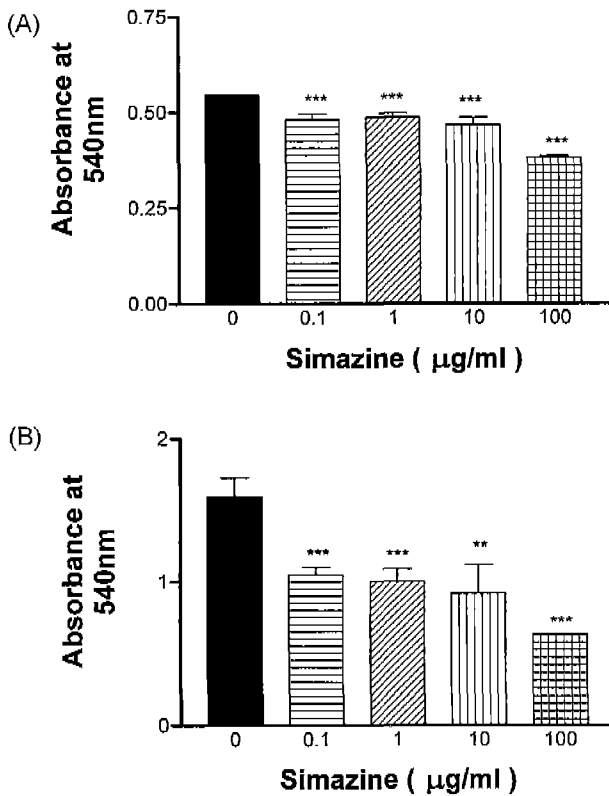 (A)
0.75
0.50
0.25
0.00
Absorbance at
540nm
*** *** *** ***
0 0.1 1 10 100
Simazine ( μg/ml )
(B)
2
1
0
Absorbance at
540nm
*** *** ** ***
0 0.1 1 10 100
Simazine ( μg/ml )